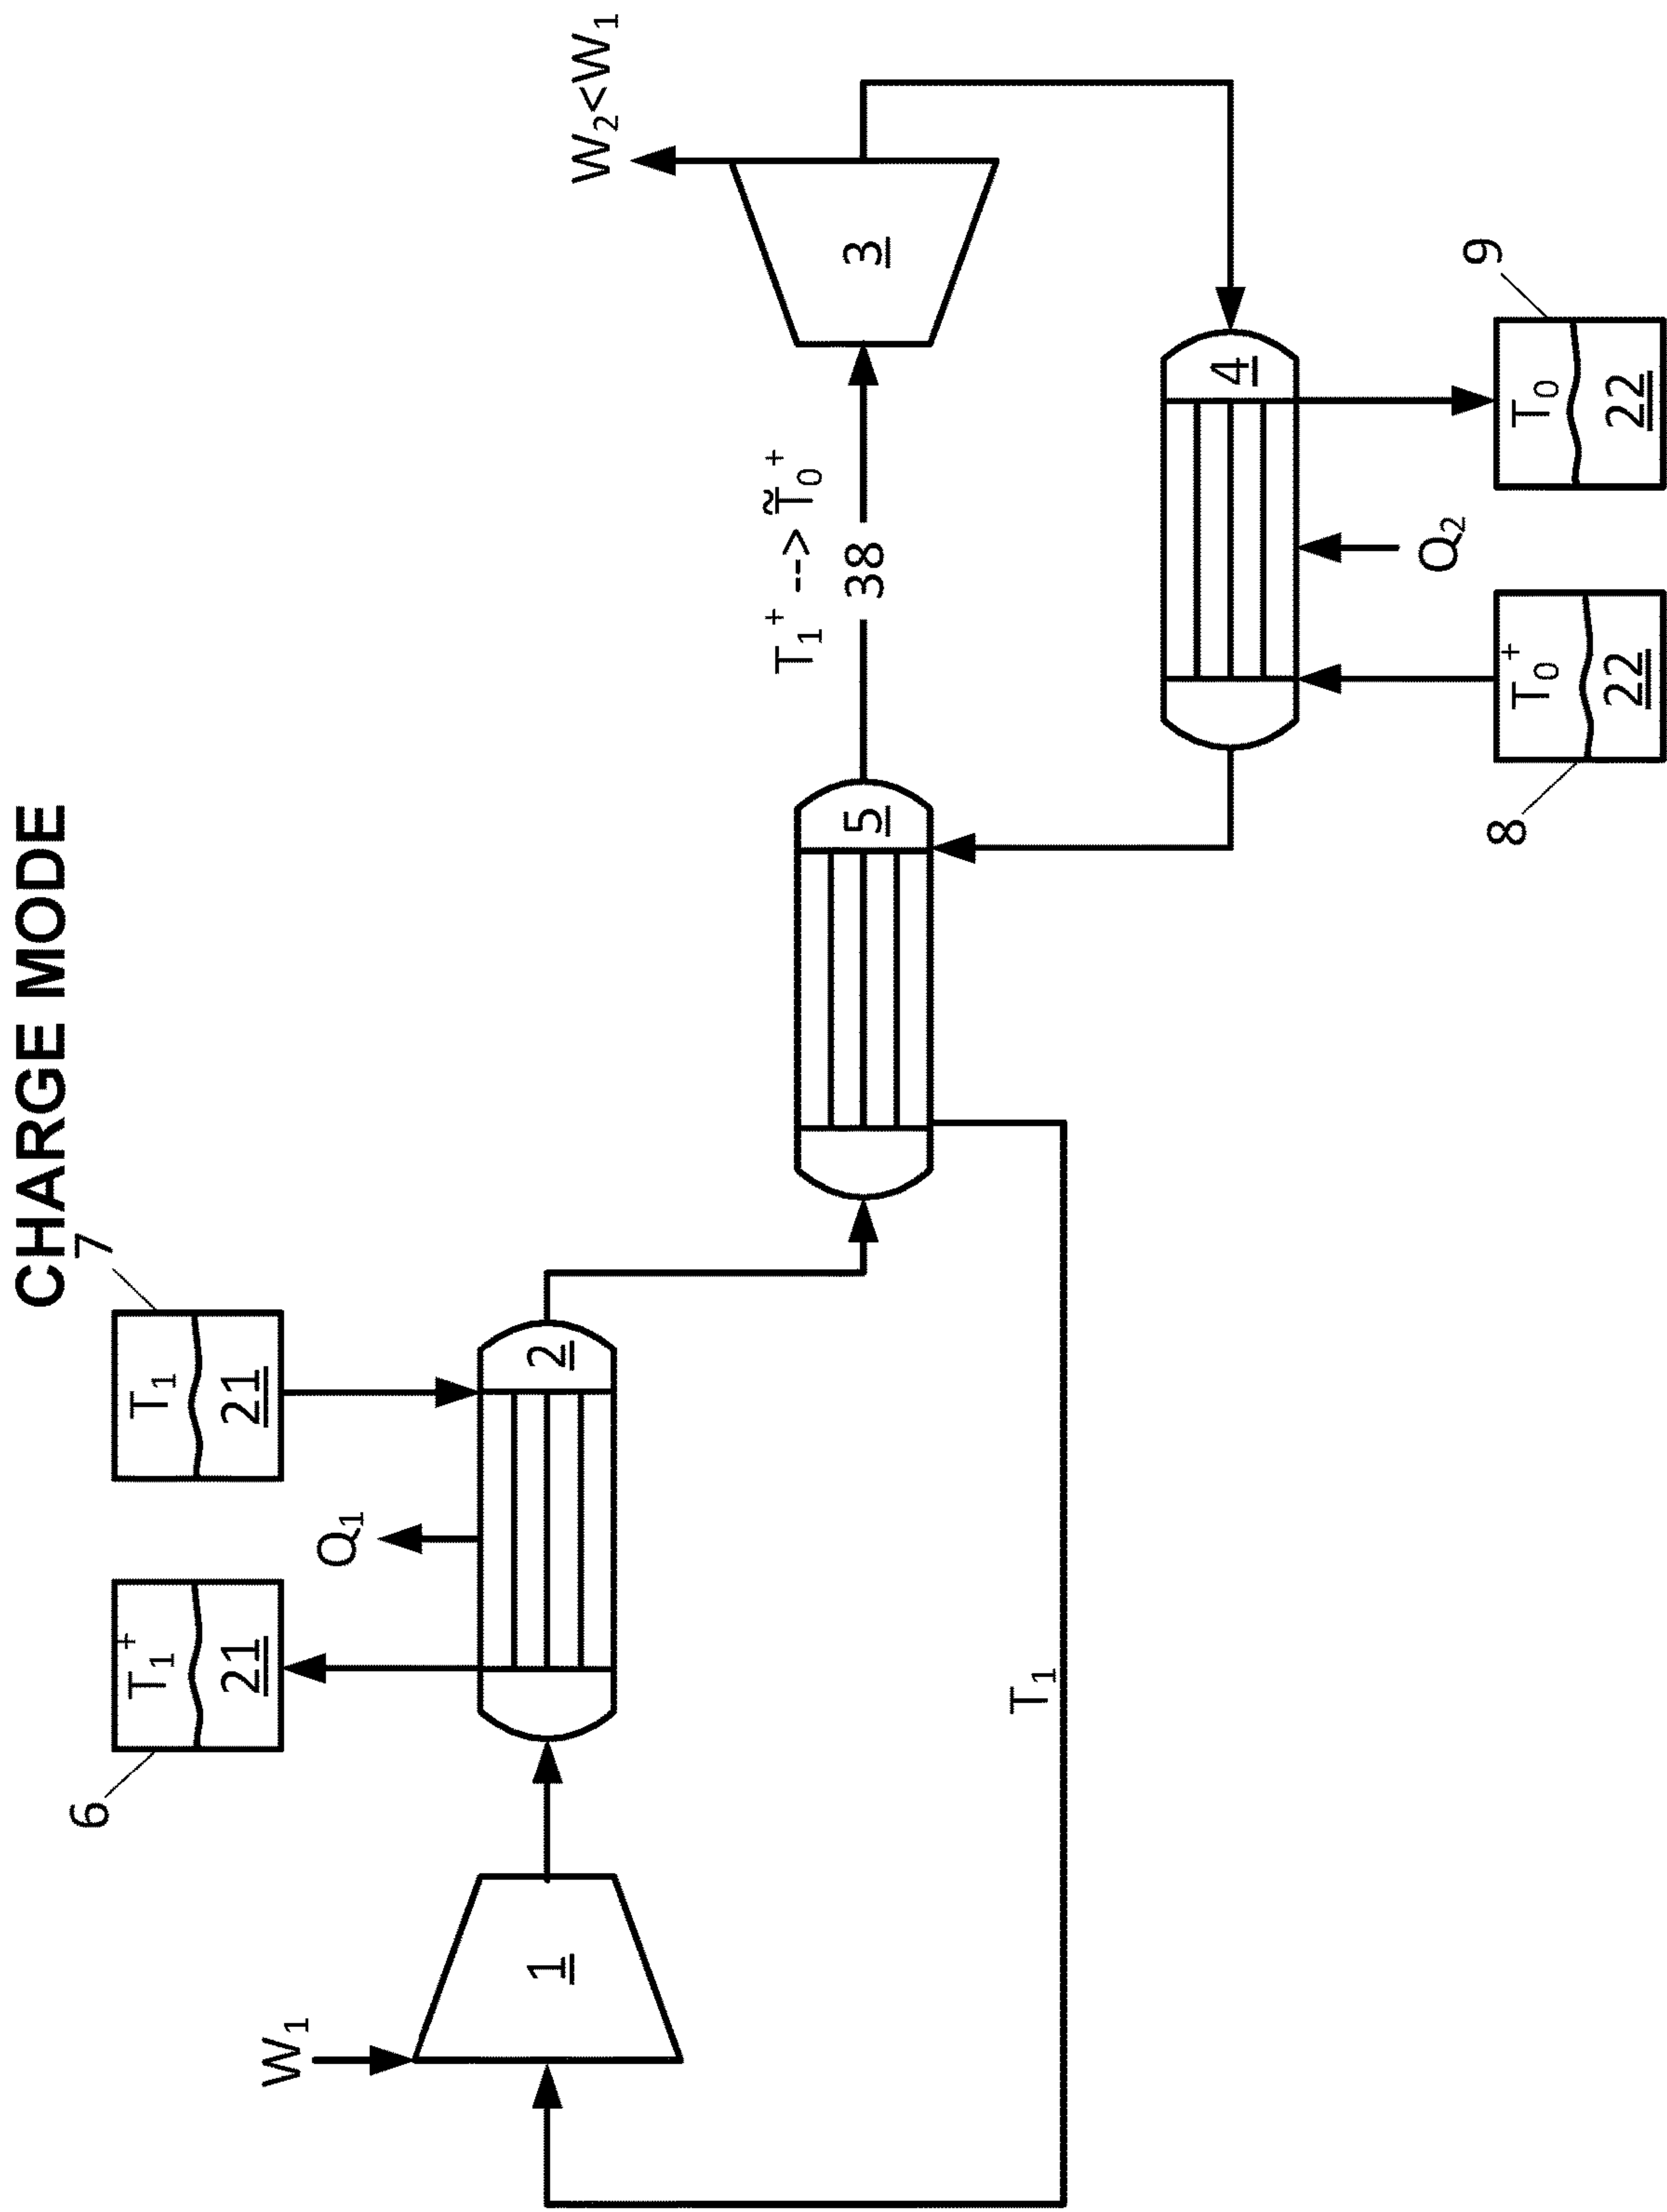 CHARGE MODE
6
7
T₁⁺
21
T₁
21
Q₁
W₁
1
2
W₂<W₁
T₁⁺ --> T̃₀⁺
38
5
3
T₁
4
Q₂
8
9
T₀⁺
22
T₀
22